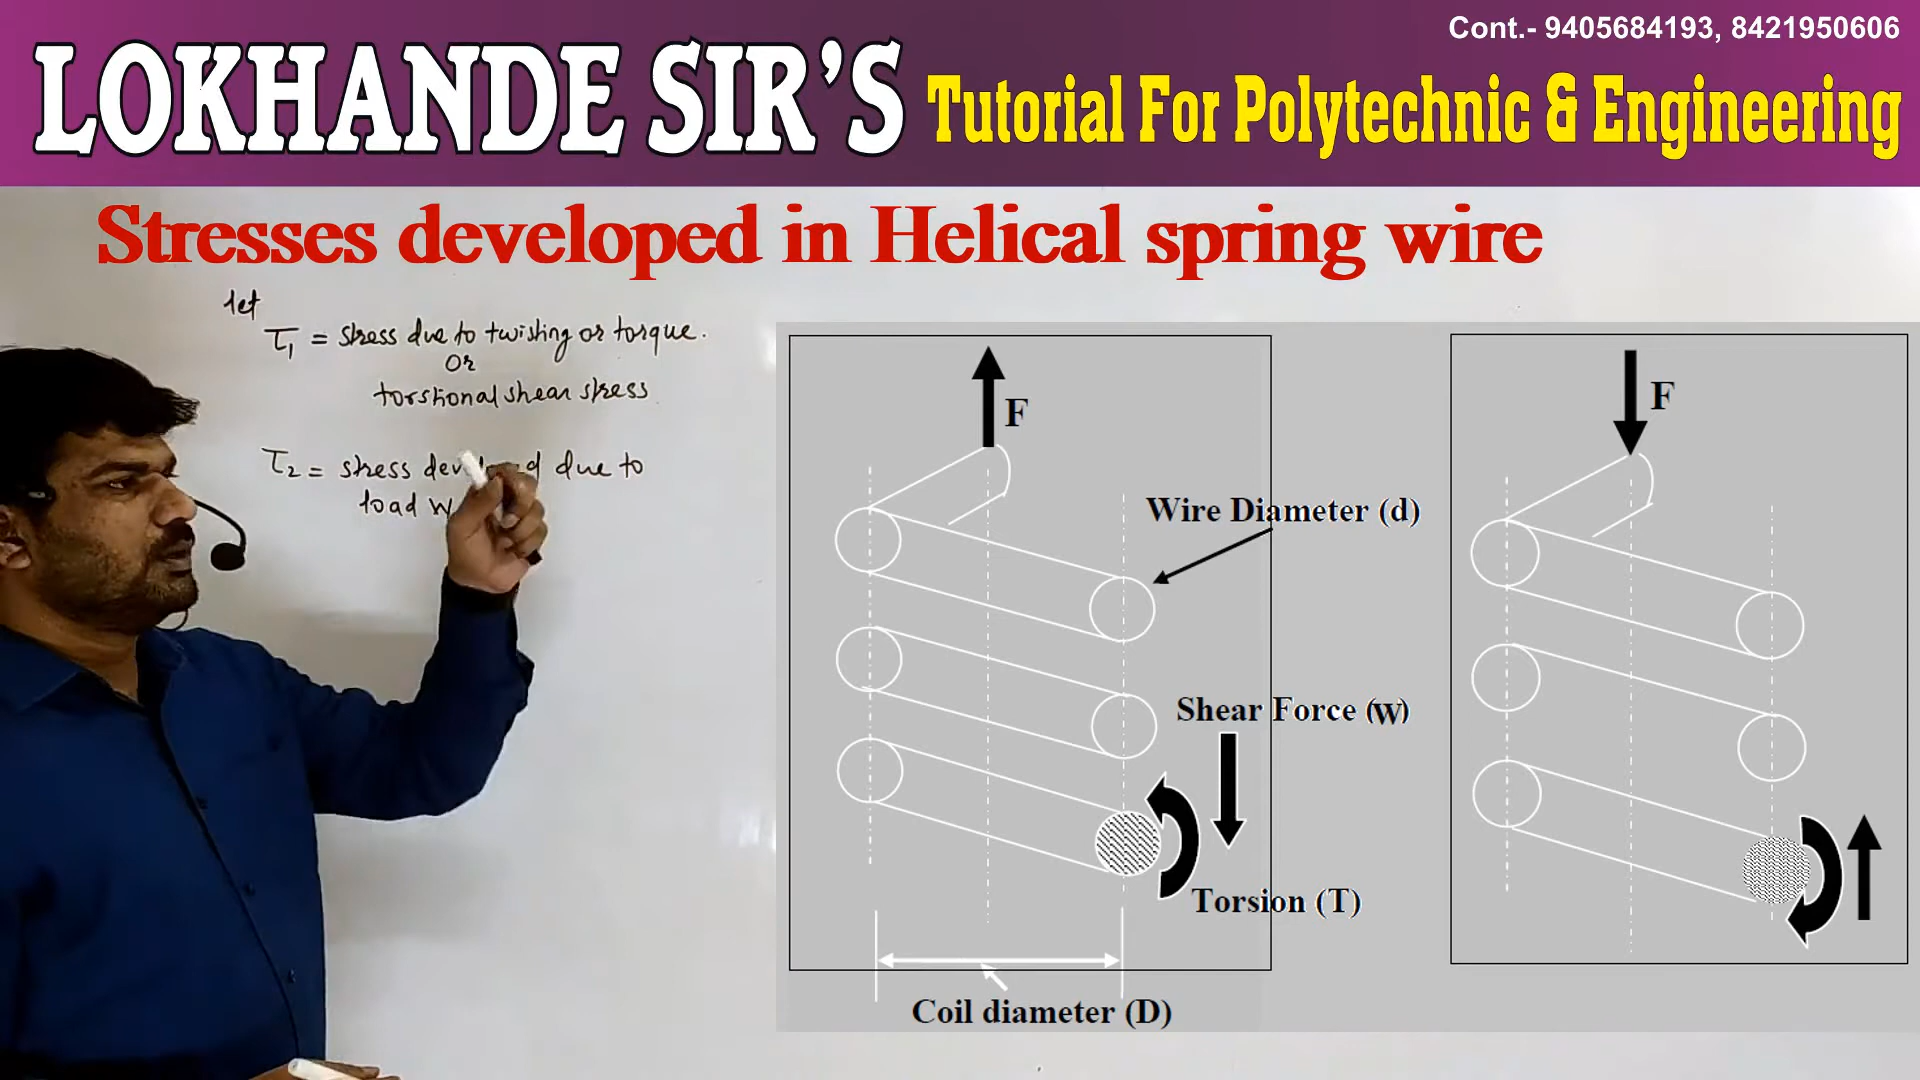 Cont.- 9405684193, 8421950606
LOKHANDE SIR'S Tutorial For Polytechnic & Engineering
Stresses developed in Helical spring wire
let
τ₁ = stress due to twisting or torque.
or
torstional shear stress
τ₂ = stress due to
load W
F
Wire Diameter (d)
Shear Force (W)
Torsion (T)
Coil diameter (D)
F